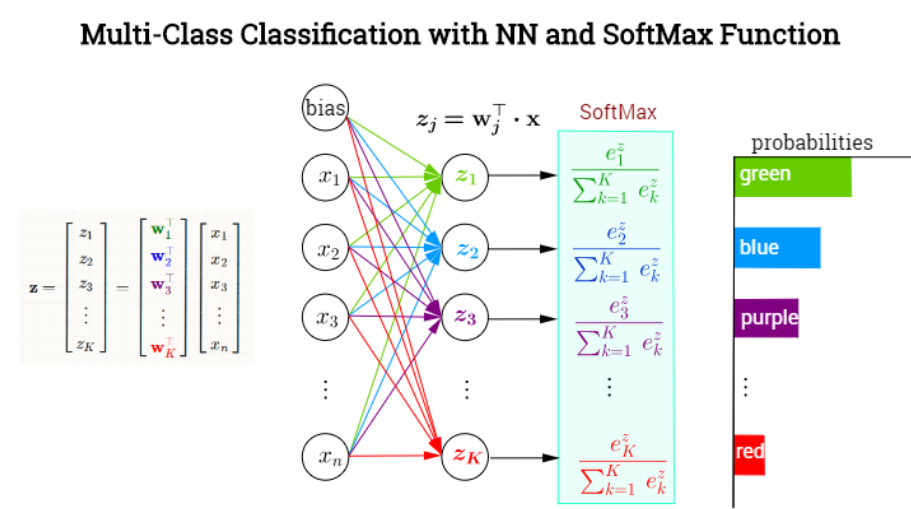 Multi-Class Classification with NN and SoftMax Function
bias
z_j = w_j^⊤ · x
SoftMax
probabilities
x_1
z_1
e_1^z / ∑_{k=1}^K e_k^z
green
x_2
z_2
e_2^z / ∑_{k=1}^K e_k^z
blue
x_3
z_3
e_3^z / ∑_{k=1}^K e_k^z
purple
⋮
⋮
⋮
⋮
x_n
z_K
e_K^z / ∑_{k=1}^K e_k^z
red
z = [z_1 z_2 z_3 ⋮ z_K] = [w_1^⊤ w_2^⊤ w_3^⊤ ⋮ w_K^⊤] [x_1 x_2 x_3 ⋮ x_n]